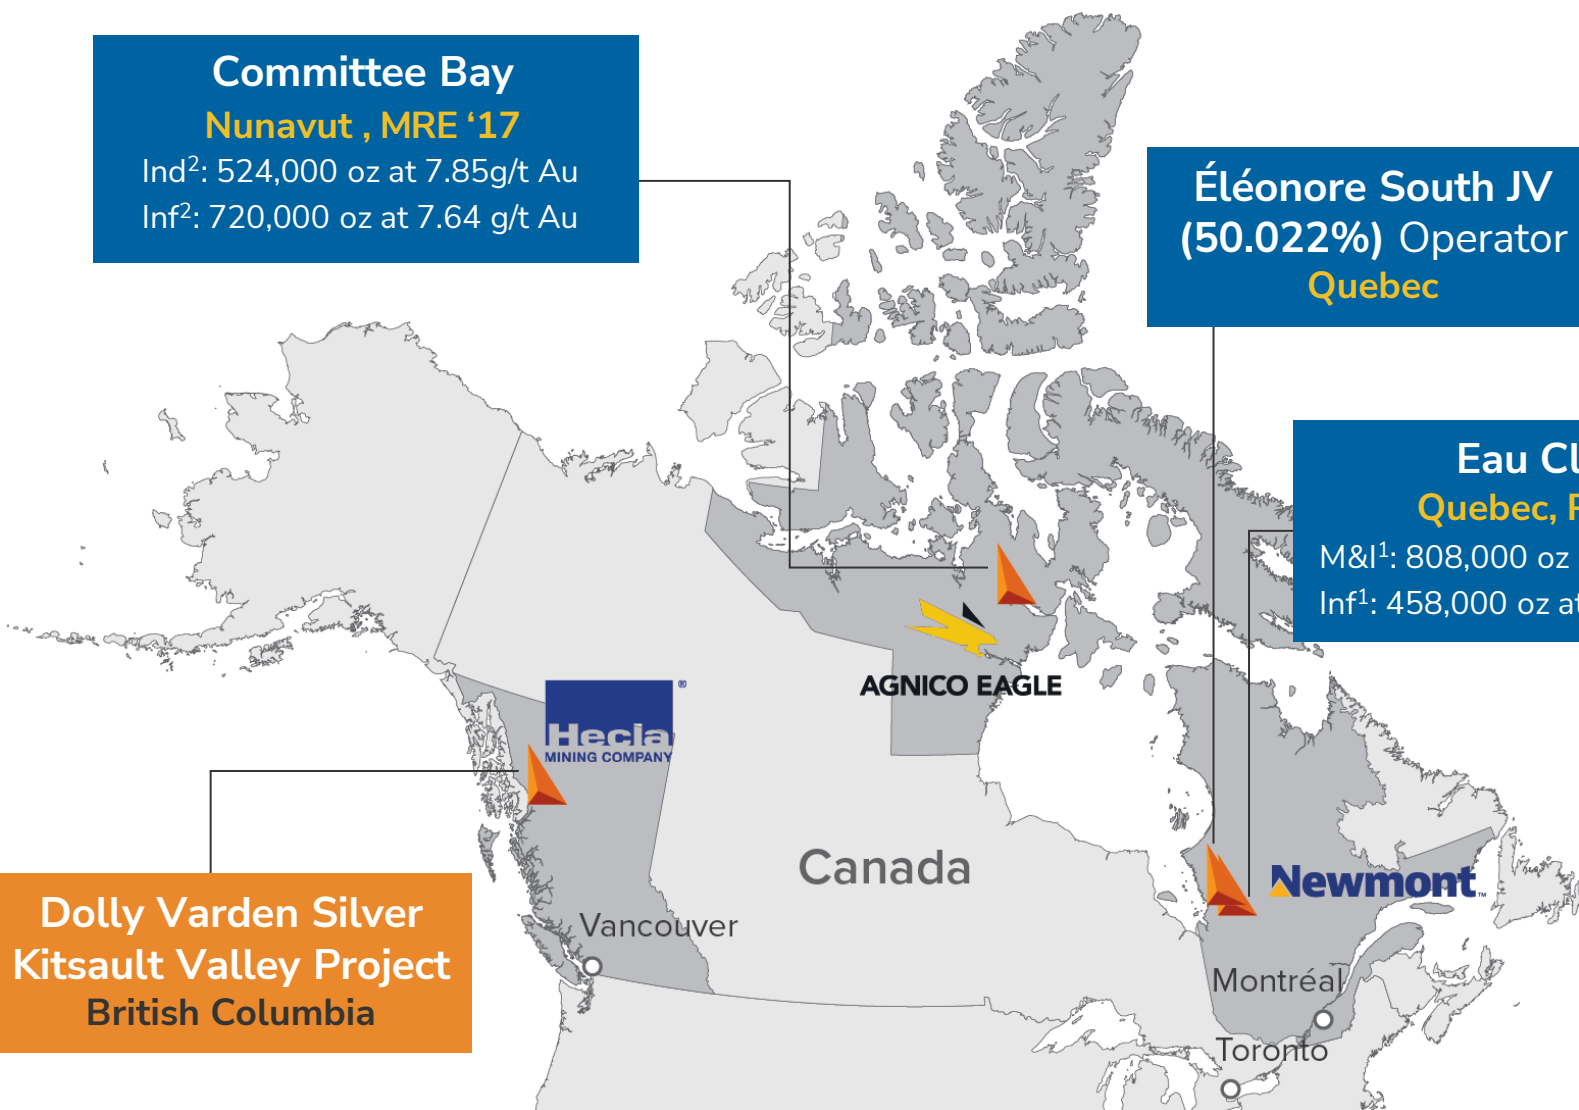 Committee Bay
Nunavut , MRE ‘17
Ind²: 524,000 oz at 7.85g/t Au
Inf²: 720,000 oz at 7.64 g/t Au
Éléonore South JV
(50.022%) Operator
Quebec
Eau Cl
Quebec,
M&I¹: 808,000 oz
Inf¹: 458,000 oz at
Hecla
MINING COMPANY
®
AGNICO EAGLE
Canada
Newmont™
Dolly Varden Silver
Kitsault Valley Project
British Columbia
Vancouver
Montréal
Toronto